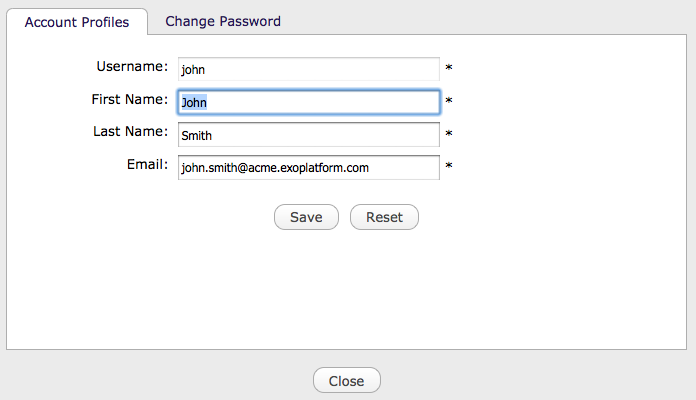 Account Profiles Change Password
Username: john *
First Name: John *
Last Name: Smith *
Email: john.smith@acme.exoplatform.com *
Save Reset
Close